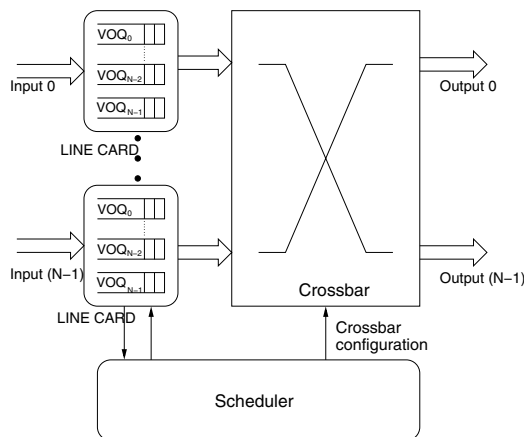 VOQ0
VOQN−2
VOQN−1
Input 0
LINE CARD
Output 0
VOQ0
VOQN−2
VOQN−1
Input (N−1)
LINE CARD
Crossbar
Output (N−1)
Crossbar
configuration
Scheduler